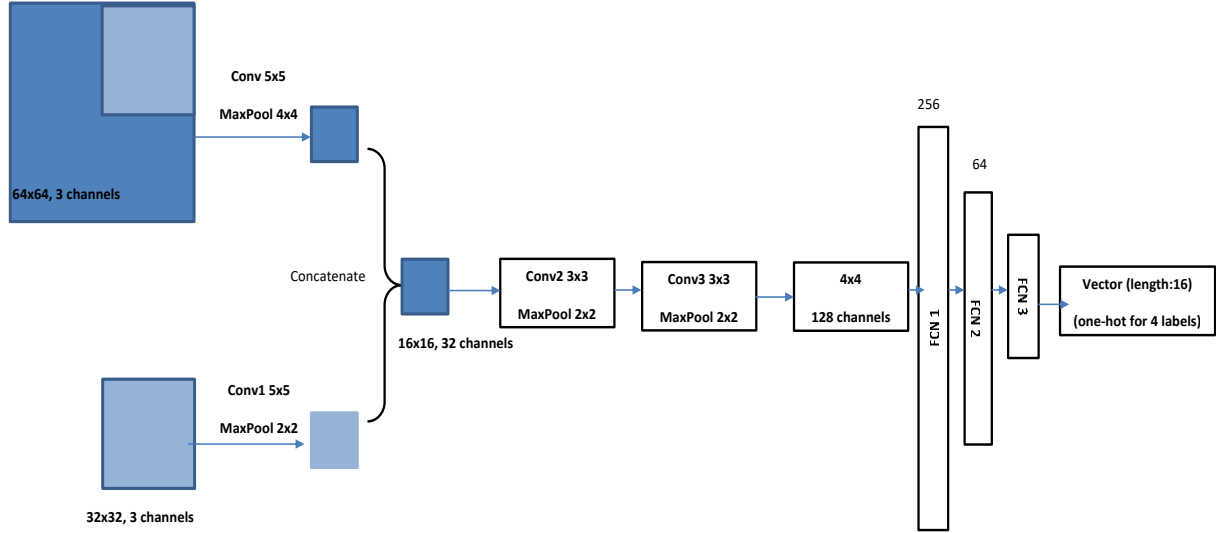 Conv 5x5
MaxPool 4x4
64x64, 3 channels
Concatenate
Conv1 5x5
MaxPool 2x2
32x32, 3 channels
16x16, 32 channels
Conv2 3x3
MaxPool 2x2
Conv3 3x3
MaxPool 2x2
4x4
128 channels
256
FCN 1
64
FCN 2
FCN 3
Vector (length:16)
(one-hot for 4 labels)